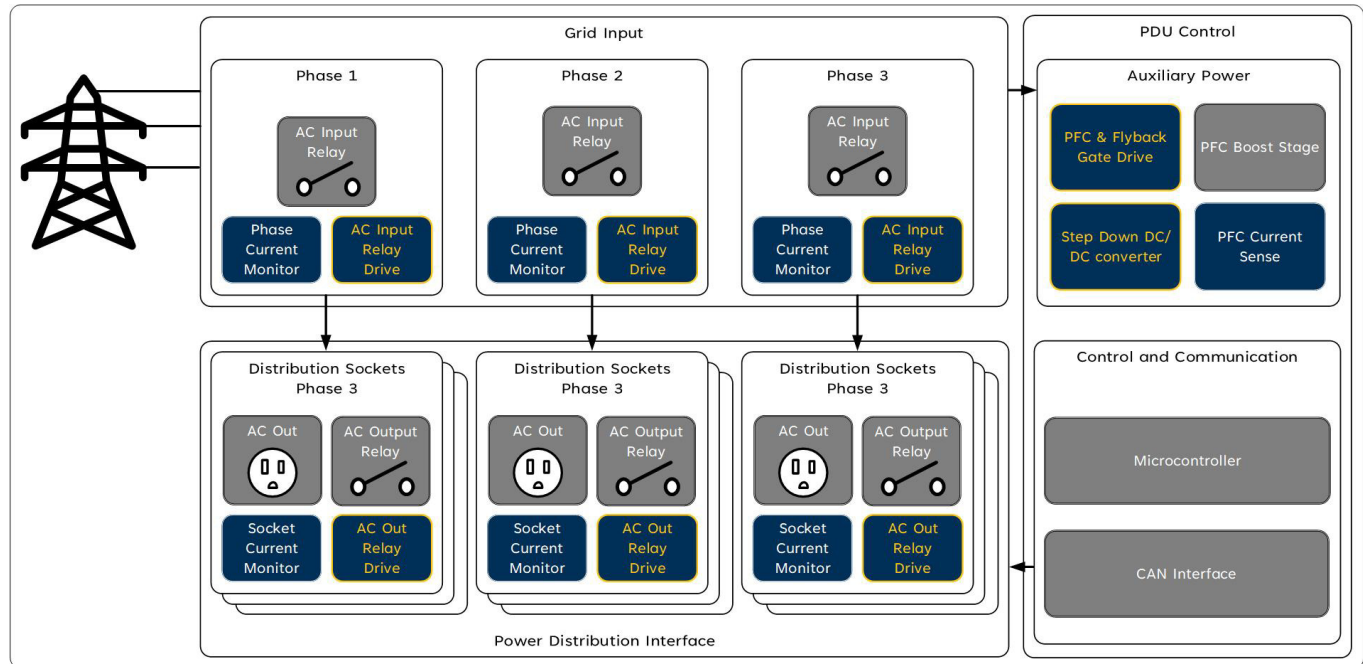 Grid Input
PDU Control
Phase 1
Phase 2
Phase 3
Auxiliary Power
AC Input
Relay
AC Input
Relay
AC Input
Relay
PFC & Flyback
Gate Drive
PFC Boost Stage
Phase
Current
Monitor
AC Input
Relay
Drive
Phase
Current
Monitor
AC Input
Relay
Drive
Phase
Current
Monitor
AC Input
Relay
Drive
Step Down DC/
DC converter
PFC Current
Sense
Distribution Sockets
Phase 3
Distribution Sockets
Phase 3
Distribution Sockets
Phase 3
Control and Communication
AC Out
AC Output
Relay
AC Out
AC Output
Relay
AC Out
AC Output
Relay
Microcontroller
Socket
Current
Monitor
AC Out
Relay
Drive
Socket
Current
Monitor
AC Out
Relay
Drive
Socket
Current
Monitor
AC Out
Relay
Drive
CAN Interface
Power Distribution Interface